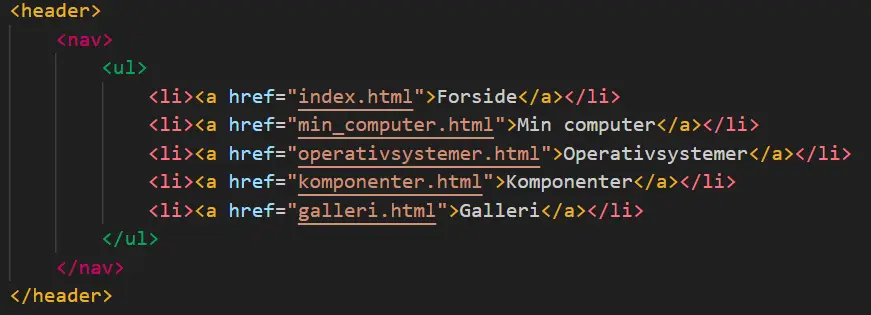 <header>
<nav>
<ul>
<li><a href="index.html">Forside</a></li>
<li><a href="min_computer.html">Min computer</a></li>
<li><a href="operativsystemer.html">Operativsystemer</a></li>
<li><a href="komponenter.html">Komponenter</a></li>
<li><a href="galleri.html">Galleri</a></li>
</ul>
</nav>
</header>